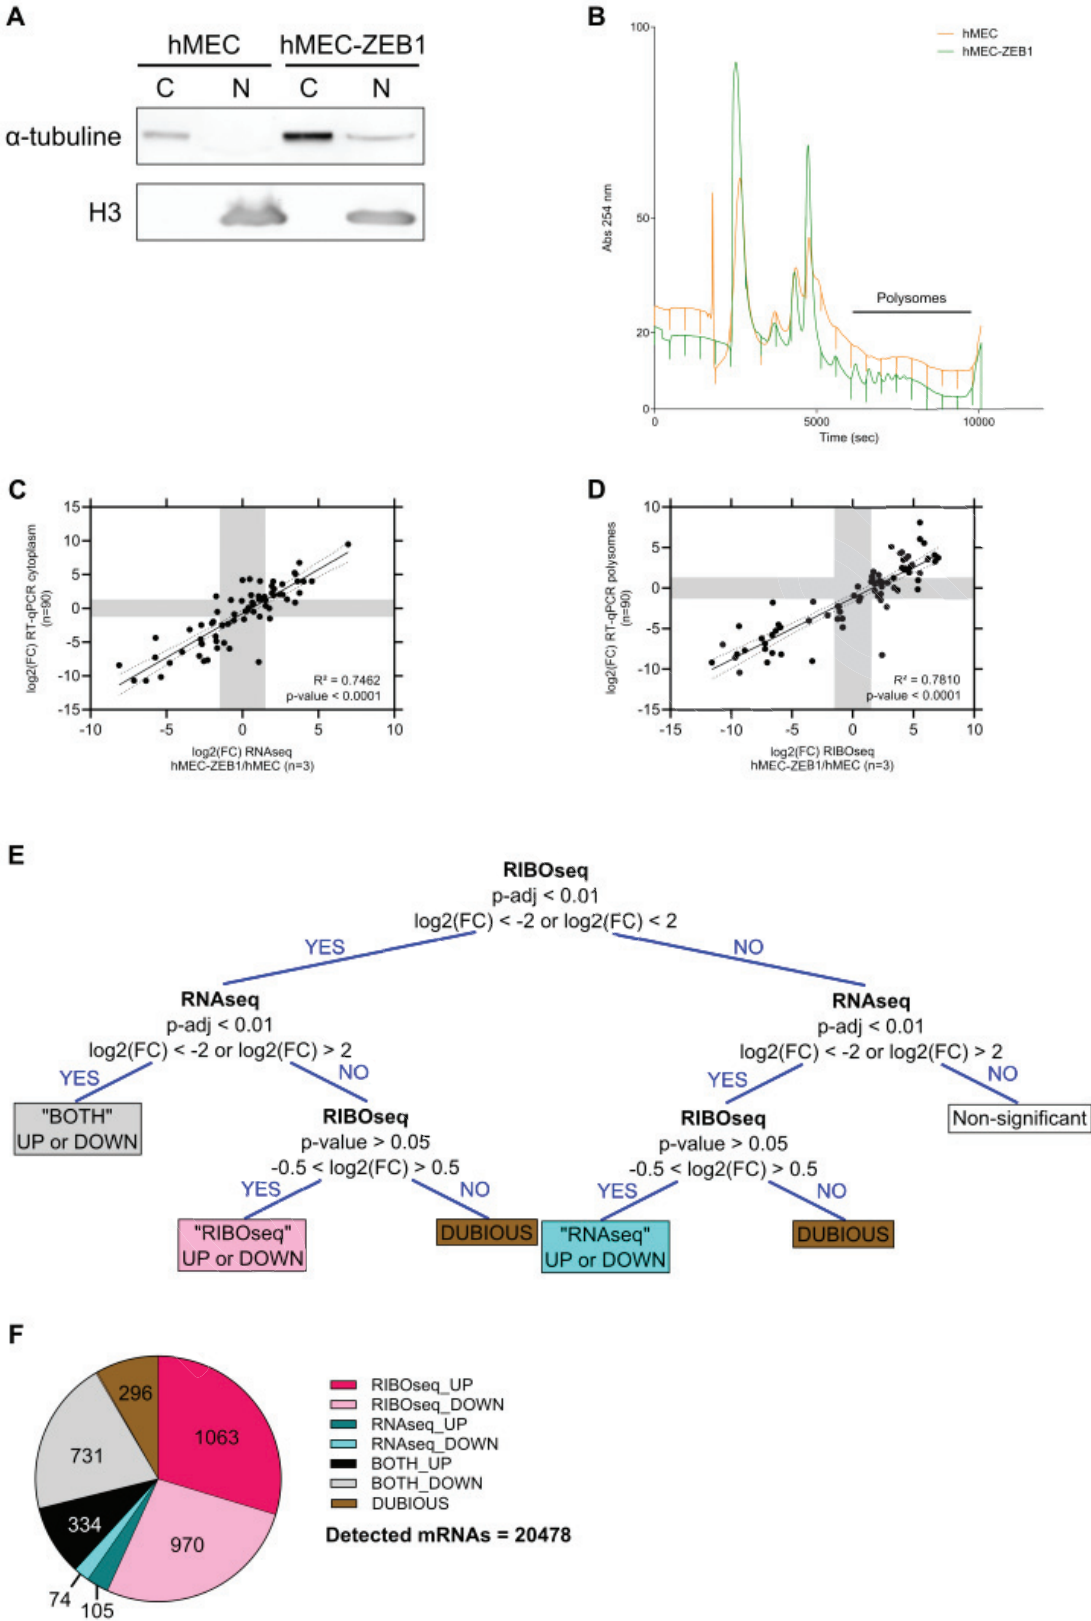 A
hMEC hMEC-ZEB1
C N C N
α-tubuline
H3
B
100
50
20
0
Abs 254 nm
hMEC
hMEC-ZEB1
Polysomes
0 5000 10000
Time (sec)
C
15
10
5
0
-5
-10
-15
log2(FC) RT-qPCR cytoplasm
(n=90)
R² = 0.7462
p-value < 0.0001
-10 -5 0 5 10
log2(FC) RNAseq
hMEC-ZEB1/hMEC (n=3)
D
10
5
0
-5
-10
-15
log2(FC) RT-qPCR polysomes
(n=90)
R² = 0.7810
p-value < 0.0001
-15 -10 -5 0 5 10
log2(FC) RIBOseq
hMEC-ZEB1/hMEC (n=3)
E
RIBOseq
p-adj < 0.01
log2(FC) < -2 or log2(FC) < 2
YES NO
RNAseq
p-adj < 0.01
log2(FC) < -2 or log2(FC) > 2
RNAseq
p-adj < 0.01
log2(FC) < -2 or log2(FC) > 2
YES NO YES NO
"BOTH"
UP or DOWN
RIBOseq
p-value > 0.05
-0.5 < log2(FC) > 0.5
RIBOseq
p-value > 0.05
-0.5 < log2(FC) > 0.5
Non-significant
YES NO YES NO
"RIBOseq"
UP or DOWN
DUBIOUS
"RNAseq"
UP or DOWN
DUBIOUS
F
296
1063
731
334
970
74
105
RIBOseq_UP
RIBOseq_DOWN
RNAseq_UP
RNAseq_DOWN
BOTH_UP
BOTH_DOWN
DUBIOUS
Detected mRNAs = 20478